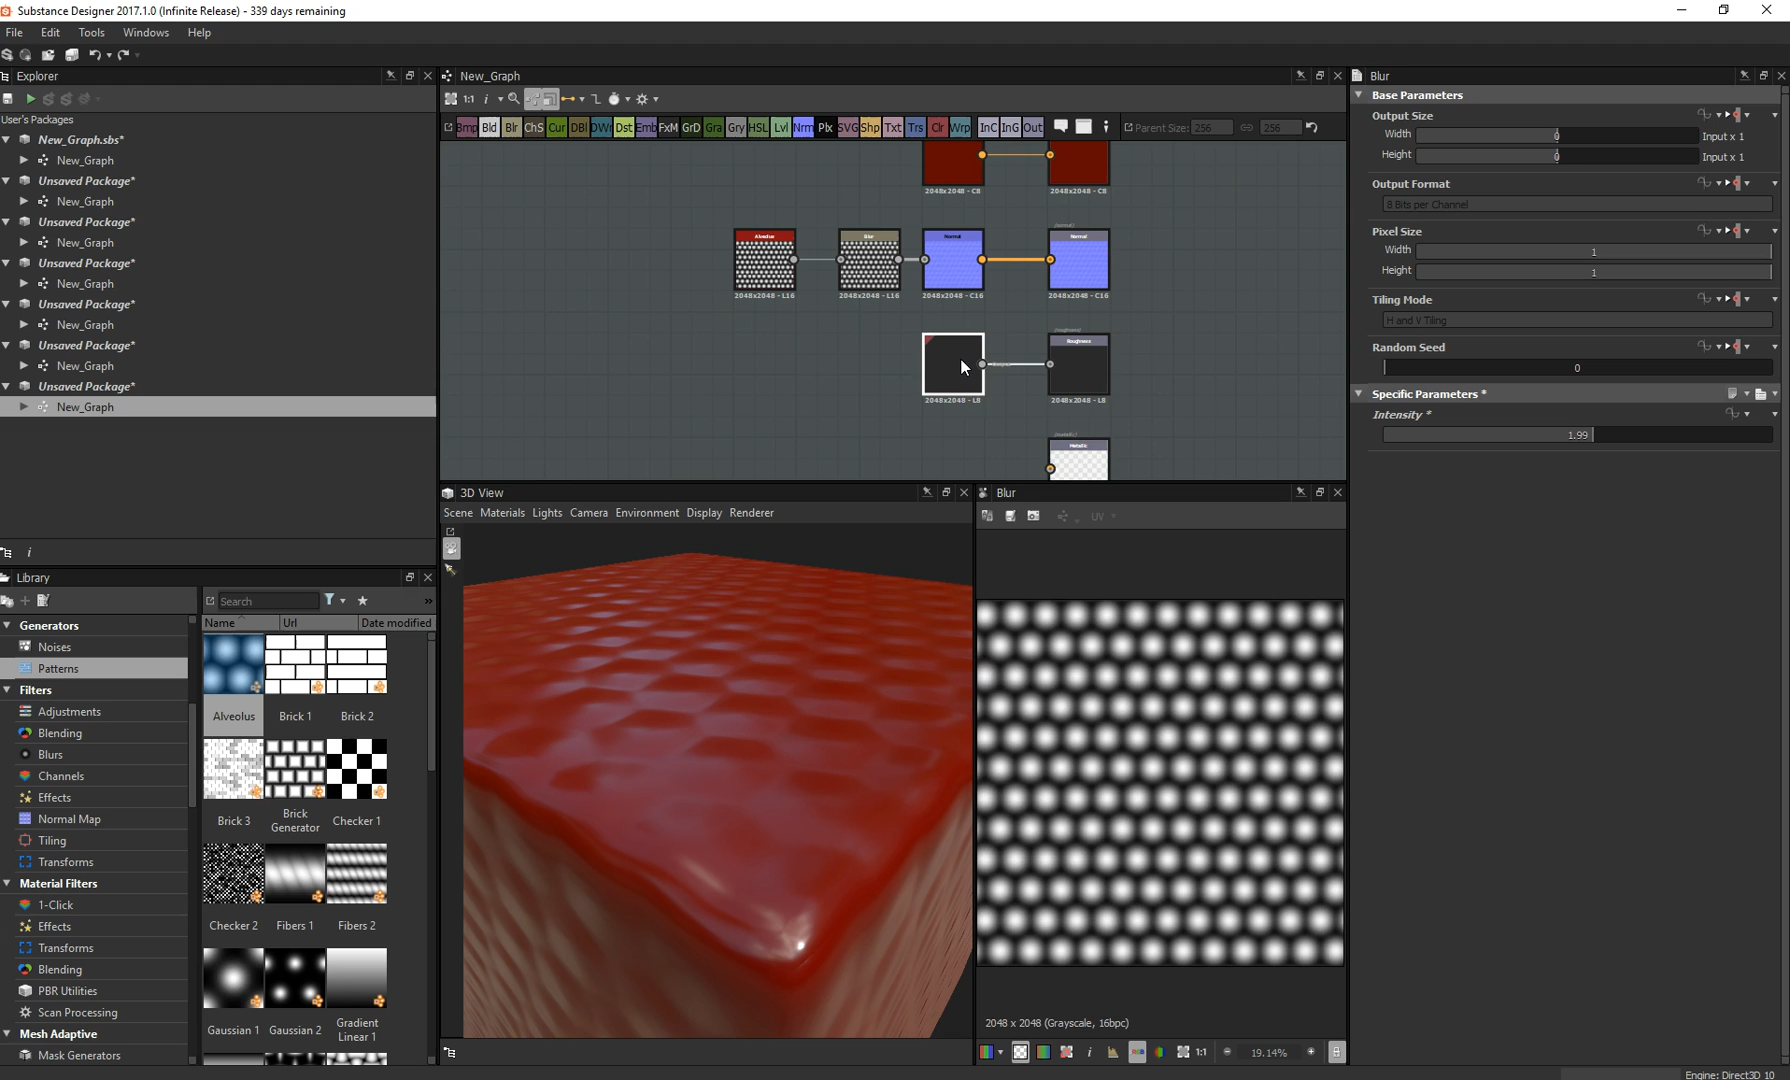 Substance Designer 2017.1.0 (Infinite Release) - 339 days remaining
File Edit Tools Windows Help
Explorer
User's Packages
New_Graph.sbs*
New_Graph
Unsaved Package*
New_Graph
Unsaved Package*
New_Graph
Unsaved Package*
New_Graph
Unsaved Package*
New_Graph
Unsaved Package*
New_Graph
Unsaved Package*
New_Graph
Library
Search
Name Url Date modified
Generators
Noises
Patterns
Filters
Adjustments
Blending
Blurs
Channels
Effects
Normal Map
Tiling
Transforms
Material Filters
1-Click
Effects
Transforms
Blending
PBR Utilities
Scan Processing
Mesh Adaptive
Mask Generators
Alveolus Brick 1 Brick 2
Brick 3 Brick Generator Checker 1
Checker 2 Fibers 1 Fibers 2
Gaussian 1 Gaussian 2 Gradient Linear 1
New_Graph
1:1
Bmp Bld Blr ChS Cur DBl DWr Dst Emb FxM GrD Gra Gry HSL Lvl Nrm Plx SVG Shp Txt Trs Clr Wrp InC InG Out
Parent Size: 256 256
2048x2048 - C8 2048x2048 - C8
Alveolus Blur Normal Normal
2048x2048 - L16 2048x2048 - L16 2048x2048 - C16 2048x2048 - C16
Roughness
2048x2048 - L8 2048x2048 - L8
Metallic
3D View
Scene Materials Lights Camera Environment Display Renderer
Blur
UV
2048 x 2048 (Grayscale, 16bpc)
RGB
1:1
19.14%
Blur
Base Parameters
Output Size
Width 0 Input x 1
Height 0 Input x 1
Output Format
8 Bits per Channel
Pixel Size
Width 1
Height 1
Tiling Mode
H and V Tiling
Random Seed
0
Specific Parameters *
Intensity *
1.99
Engine: Direct3D 10